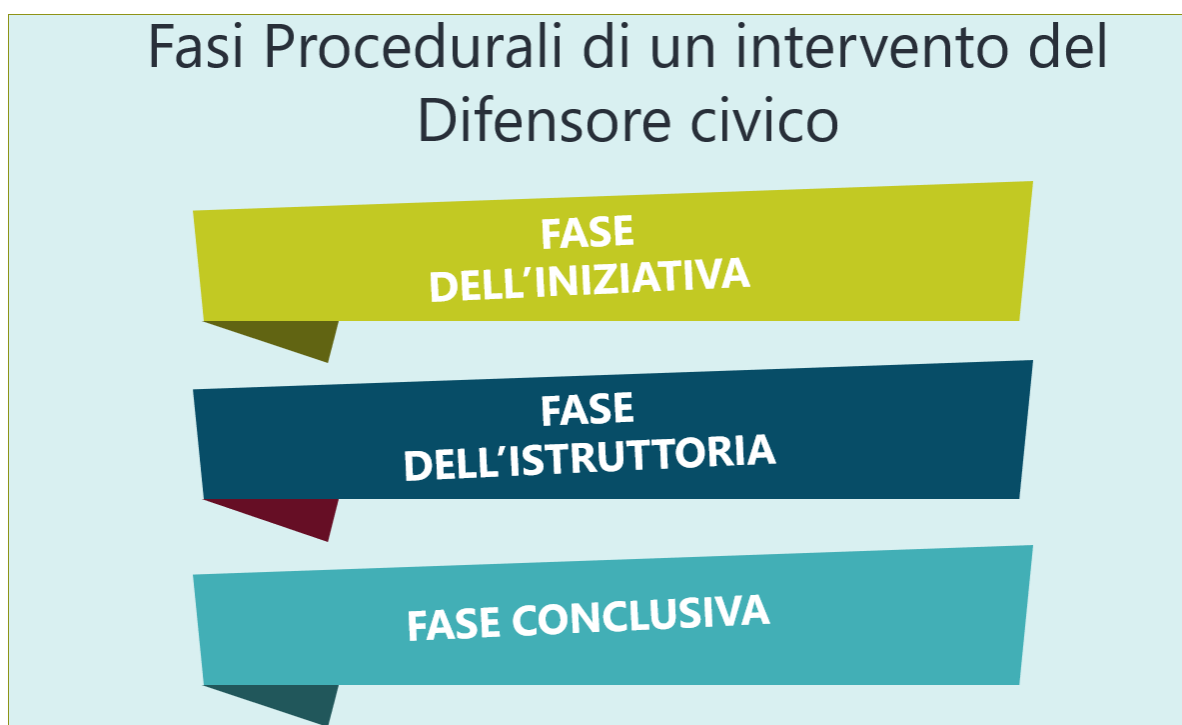 Fasi Procedurali di un intervento del
Difensore civico
FASE
DELL’INIZIATIVA
FASE
DELL’ISTRUTTORIA
FASE CONCLUSIVA